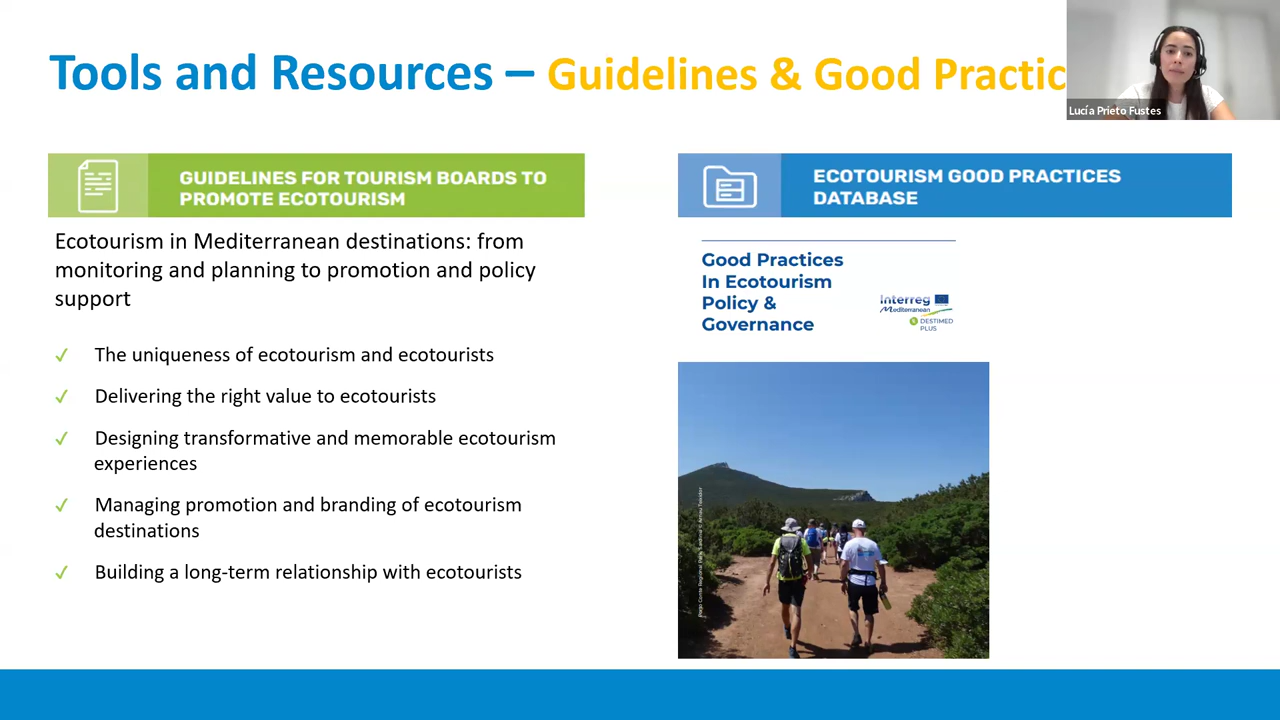 Tools and Resources – Guidelines & Good Practic
Lucía Prieto Fustes
GUIDELINES FOR TOURISM BOARDS TO
PROMOTE ECOTOURISM
Ecotourism in Mediterranean destinations: from
monitoring and planning to promotion and policy
support
✓ The uniqueness of ecotourism and ecotourists
✓ Delivering the right value to ecotourists
✓ Designing transformative and memorable ecotourism
experiences
✓ Managing promotion and branding of ecotourism
destinations
✓ Building a long-term relationship with ecotourists
ECOTOURISM GOOD PRACTICES
DATABASE
Good Practices
In Ecotourism
Policy &
Governance
Interreg
Mediterranean
DESTIMED
PLUS